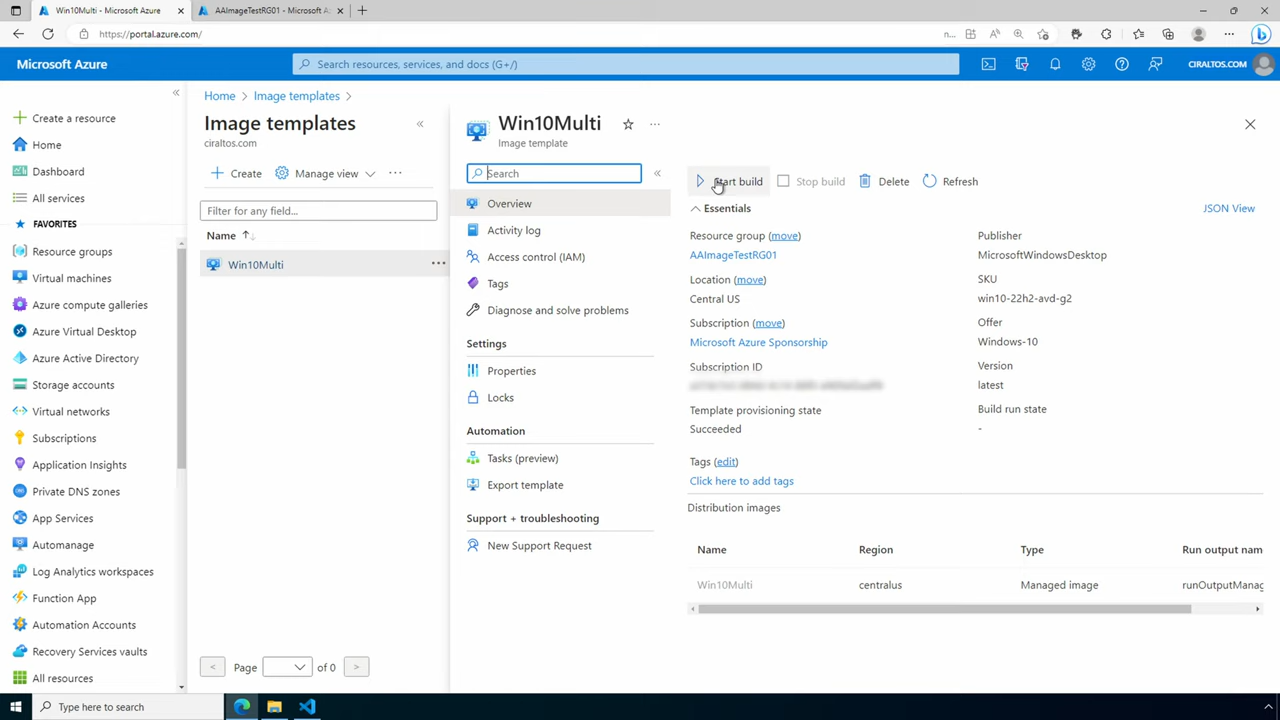 Win10Multi - Microsoft Azure
AAImageTestRG01 - Microsoft A
https://portal.azure.com/
n...
Microsoft Azure
Search resources, services, and docs (G+/)
CIRALTOS.COM
Create a resource
Home
Dashboard
All services
FAVORITES
Resource groups
Virtual machines
Azure compute galleries
Azure Virtual Desktop
Azure Active Directory
Storage accounts
Virtual networks
Subscriptions
Application Insights
Private DNS zones
App Services
Automanage
Log Analytics workspaces
Function App
Automation Accounts
Recovery Services vaults
All resources
Home > Image templates >
Image templates
ciraltos.com
Create
Manage view
Filter for any field...
Name
Win10Multi
Page
of 0
Win10Multi
Image template
Search
Overview
Activity log
Access control (IAM)
Tags
Diagnose and solve problems
Settings
Properties
Locks
Automation
Tasks (preview)
Export template
Support + troubleshooting
New Support Request
Start build
Stop build
Delete
Refresh
Essentials
JSON View
Resource group (move)
AAImageTestRG01
Location (move)
Central US
Subscription (move)
Microsoft Azure Sponsorship
Subscription ID
Template provisioning state
Succeeded
Publisher
MicrosoftWindowsDesktop
SKU
win10-22h2-avd-g2
Offer
Windows-10
Version
latest
Build run state
-
Tags (edit)
Click here to add tags
Distribution images
Name Region Type Run output nam
Win10Multi centralus Managed image runOutputManag
Type here to search